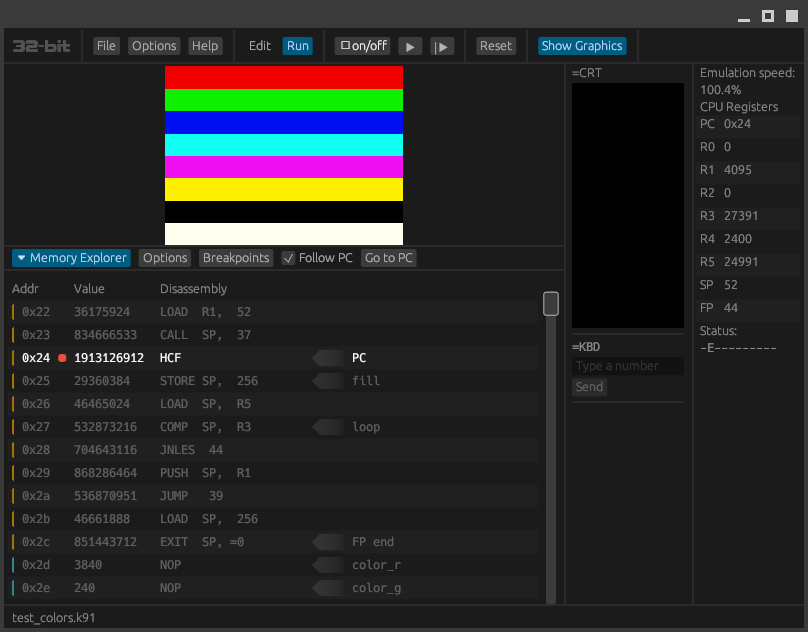 32-bit File Options Help Edit Run on/off Reset Show Graphics
=CRT
Emulation speed:
100.4%
CPU Registers
PC 0x24
R0 0
R1 4095
R2 0
R3 27391
R4 2400
R5 24991
SP 52
FP 44
Status:
-E---------
=KBD
Type a number
Send
Memory Explorer Options Breakpoints Follow PC Go to PC
Addr Value Disassembly
0x22 36175924 LOAD R1, 52
0x23 834666533 CALL SP, 37
0x24 1913126912 HCF PC
0x25 29360384 STORE SP, 256 fill
0x26 46465024 LOAD SP, R5
0x27 532873216 COMP SP, R3 loop
0x28 704643116 JNLES 44
0x29 868286464 PUSH SP, R1
0x2a 536870951 JUMP 39
0x2b 46661888 LOAD SP, 256
0x2c 851443712 EXIT SP, =0 FP end
0x2d 3840 NOP color_r
0x2e 240 NOP color_g
test_colors.k91